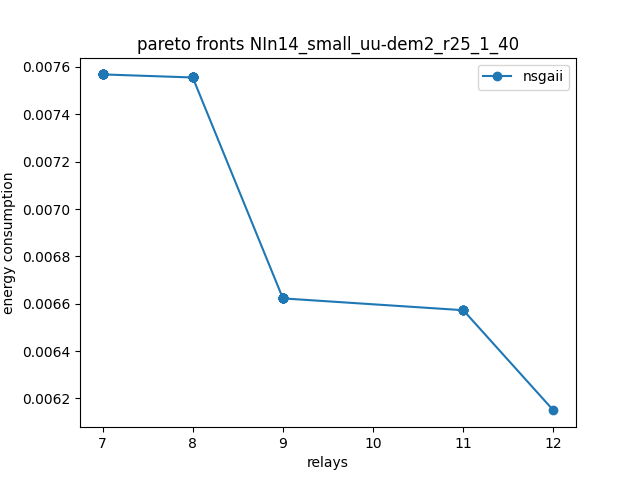 pareto fronts NIn14_small_uu-dem2_r25_1_40
nsgaii
energy consumption
0.0076
0.0074
0.0072
0.0070
0.0068
0.0066
0.0064
0.0062
7 8 9 10 11 12
relays